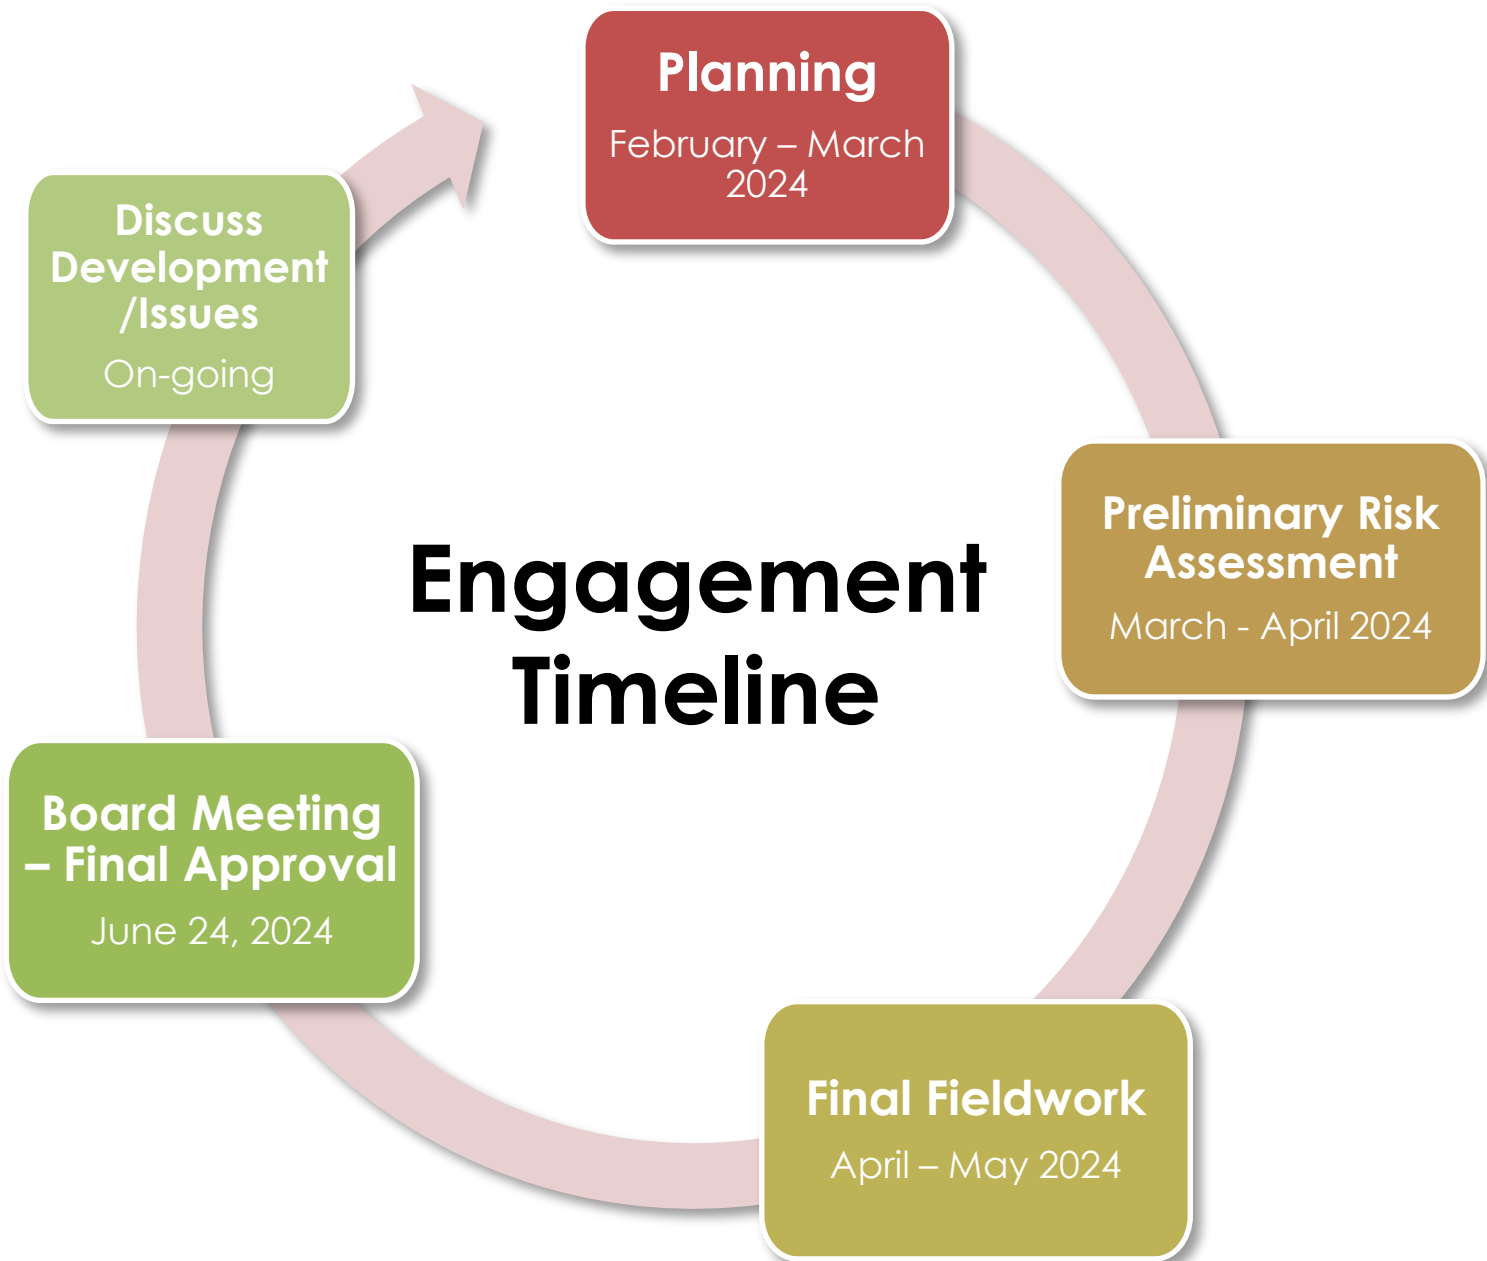 Planning
February – March
2024
Preliminary Risk
Assessment
March - April 2024
Final Fieldwork
April – May 2024
Board Meeting
– Final Approval
June 24, 2024
Discuss
Development
/Issues
On-going
Engagement
Timeline